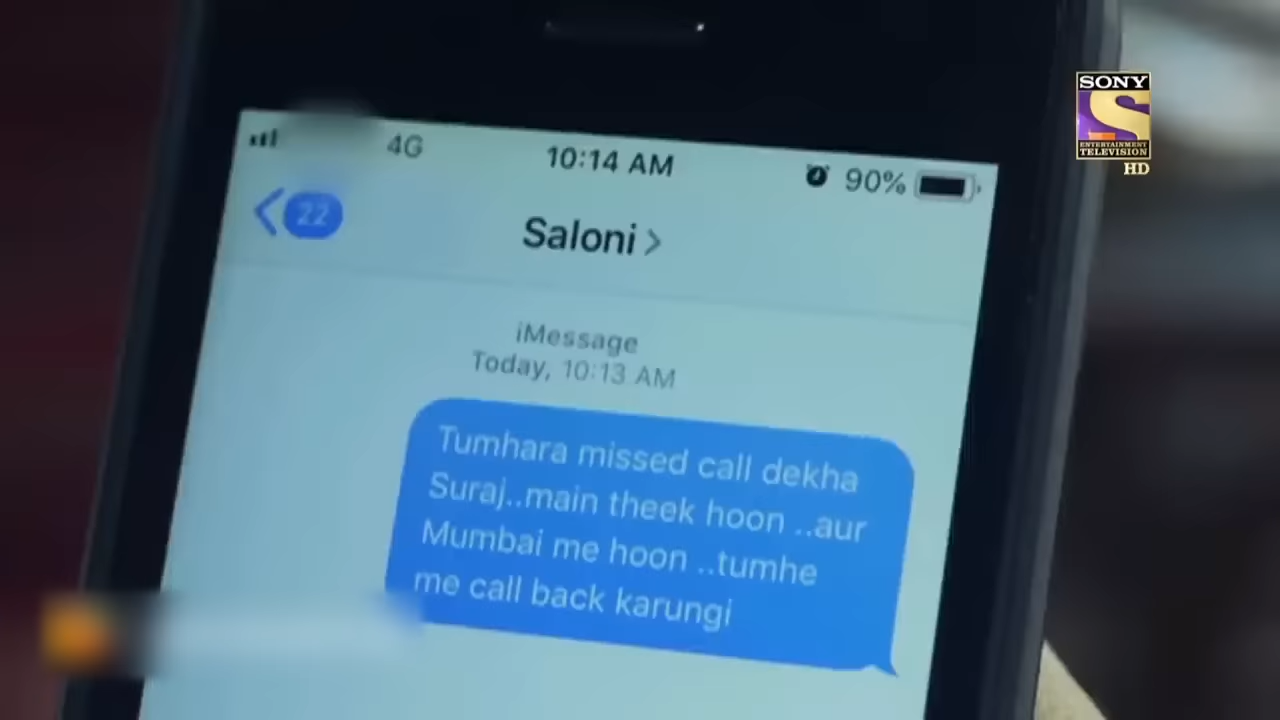 SONY
ENTERTAINMENT
TELEVISION
HD
4G 10:14 AM 90%
22
Saloni
iMessage
Today, 10:13 AM
Tumhara missed call dekha
Suraj..main theek hoon ..aur
Mumbai me hoon ..tumhe
me call back karungi